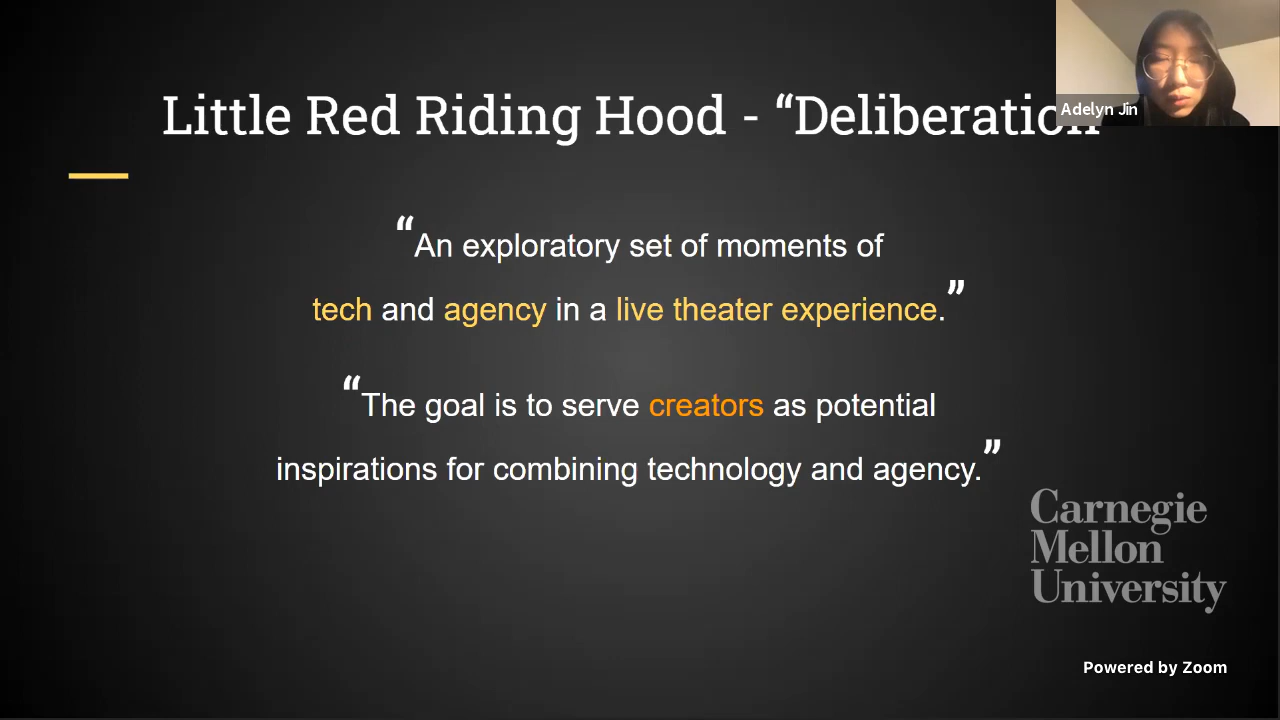 Little Red Riding Hood - “Deliberation
Adelyn Jin
“An exploratory set of moments of
tech and agency in a live theater experience.”
“The goal is to serve creators as potential
inspirations for combining technology and agency.”
Carnegie
Mellon
University
Powered by Zoom